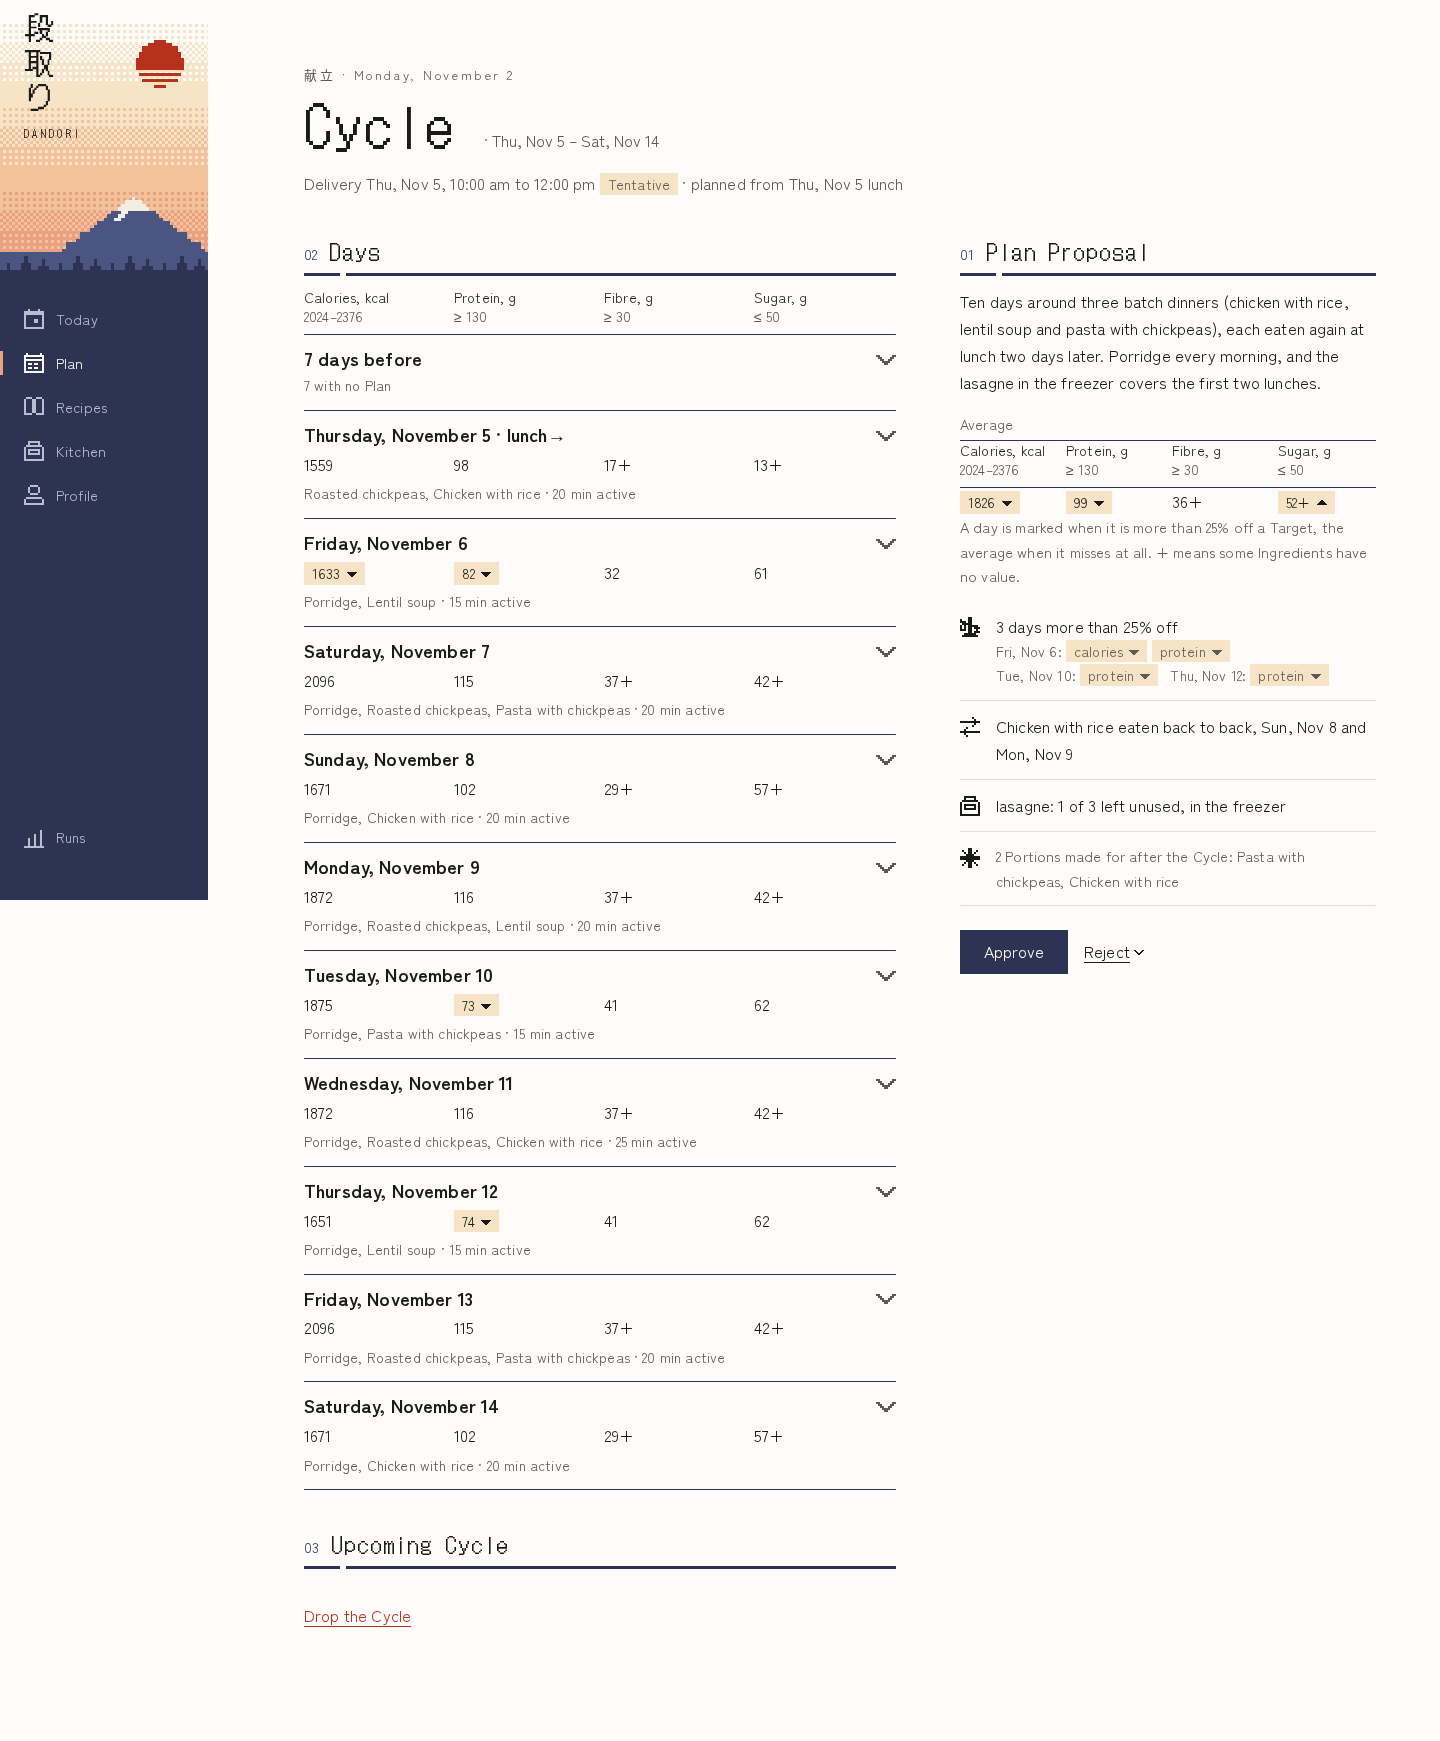 段取り
DANDORI
Today
Plan
Recipes
Kitchen
Profile
Runs
献立 · Monday, November 2
Cycle · Thu, Nov 5 – Sat, Nov 14
Delivery Thu, Nov 5, 10:00 am to 12:00 pm Tentative · planned from Thu, Nov 5 lunch
02 Days
Calories, kcal Protein, g Fibre, g Sugar, g
2024–2376 ≥ 130 ≥ 30 ≤ 50
7 days before
7 with no Plan
Thursday, November 5 · lunch→
1559 98 17+ 13+
Roasted chickpeas, Chicken with rice · 20 min active
Friday, November 6
1633 ▼ 82 ▼ 32 61
Porridge, Lentil soup · 15 min active
Saturday, November 7
2096 115 37+ 42+
Porridge, Roasted chickpeas, Pasta with chickpeas · 20 min active
Sunday, November 8
1671 102 29+ 57+
Porridge, Chicken with rice · 20 min active
Monday, November 9
1872 116 37+ 42+
Porridge, Roasted chickpeas, Lentil soup · 20 min active
Tuesday, November 10
1875 73 ▼ 41 62
Porridge, Pasta with chickpeas · 15 min active
Wednesday, November 11
1872 116 37+ 42+
Porridge, Roasted chickpeas, Chicken with rice · 25 min active
Thursday, November 12
1651 74 ▼ 41 62
Porridge, Lentil soup · 15 min active
Friday, November 13
2096 115 37+ 42+
Porridge, Roasted chickpeas, Pasta with chickpeas · 20 min active
Saturday, November 14
1671 102 29+ 57+
Porridge, Chicken with rice · 20 min active
03 Upcoming Cycle
Drop the Cycle
01 Plan Proposal
Ten days around three batch dinners (chicken with rice,
lentil soup and pasta with chickpeas), each eaten again at
lunch two days later. Porridge every morning, and the
lasagne in the freezer covers the first two lunches.
Average
Calories, kcal Protein, g Fibre, g Sugar, g
2024–2376 ≥ 130 ≥ 30 ≤ 50
1826 ▼ 99 ▼ 36+ 52+ ▲
A day is marked when it is more than 25% off a Target, the
average when it misses at all. + means some Ingredients have
no value.
3 days more than 25% off
Fri, Nov 6: calories ▼ protein ▼
Tue, Nov 10: protein ▼ Thu, Nov 12: protein ▼
Chicken with rice eaten back to back, Sun, Nov 8 and
Mon, Nov 9
lasagne: 1 of 3 left unused, in the freezer
2 Portions made for after the Cycle: Pasta with
chickpeas, Chicken with rice
Approve Reject